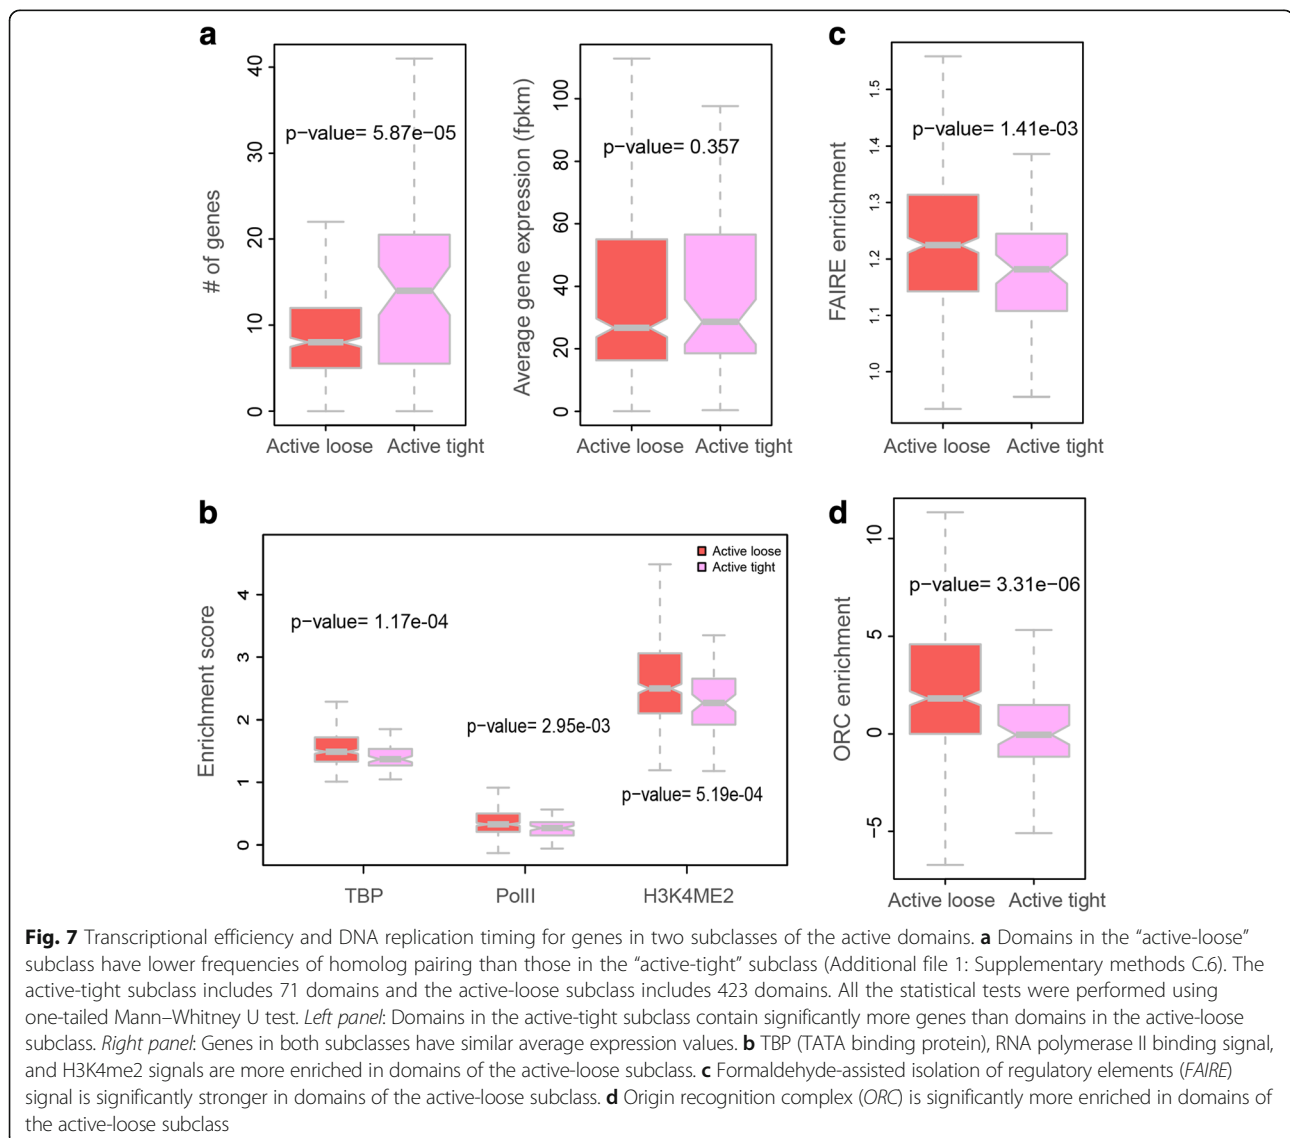 a
# of genes
0
10
20
30
40
p−value= 5.87e−05
Active loose
Active tight
Average gene expression (fpkm)
0
20
40
60
80
100
p−value= 0.357
Active loose
Active tight
c
FAIRE enrichment
1.0
1.1
1.2
1.3
1.4
1.5
p−value= 1.41e-03
Active loose
Active tight
b
Enrichment score
0
1
2
3
4
Active loose
Active tight
p−value= 1.17e-04
p−value= 2.95e-03
p−value= 5.19e-04
TBP
PolII
H3K4ME2
d
ORC enrichment
−5
0
5
10
p−value= 3.31e−06
Active loose
Active tight
Fig. 7 Transcriptional efficiency and DNA replication timing for genes in two subclasses of the active domains. a Domains in the “active-loose”
subclass have lower frequencies of homolog pairing than those in the “active-tight” subclass (Additional file 1: Supplementary methods C.6). The
active-tight subclass includes 71 domains and the active-loose subclass includes 423 domains. All the statistical tests were performed using
one-tailed Mann–Whitney U test. Left panel: Domains in the active-tight subclass contain significantly more genes than domains in the active-loose
subclass. Right panel: Genes in both subclasses have similar average expression values. b TBP (TATA binding protein), RNA polymerase II binding signal,
and H3K4me2 signals are more enriched in domains of the active-loose subclass. c Formaldehyde-assisted isolation of regulatory elements (FAIRE)
signal is significantly stronger in domains of the active-loose subclass. d Origin recognition complex (ORC) is significantly more enriched in domains of
the active-loose subclass